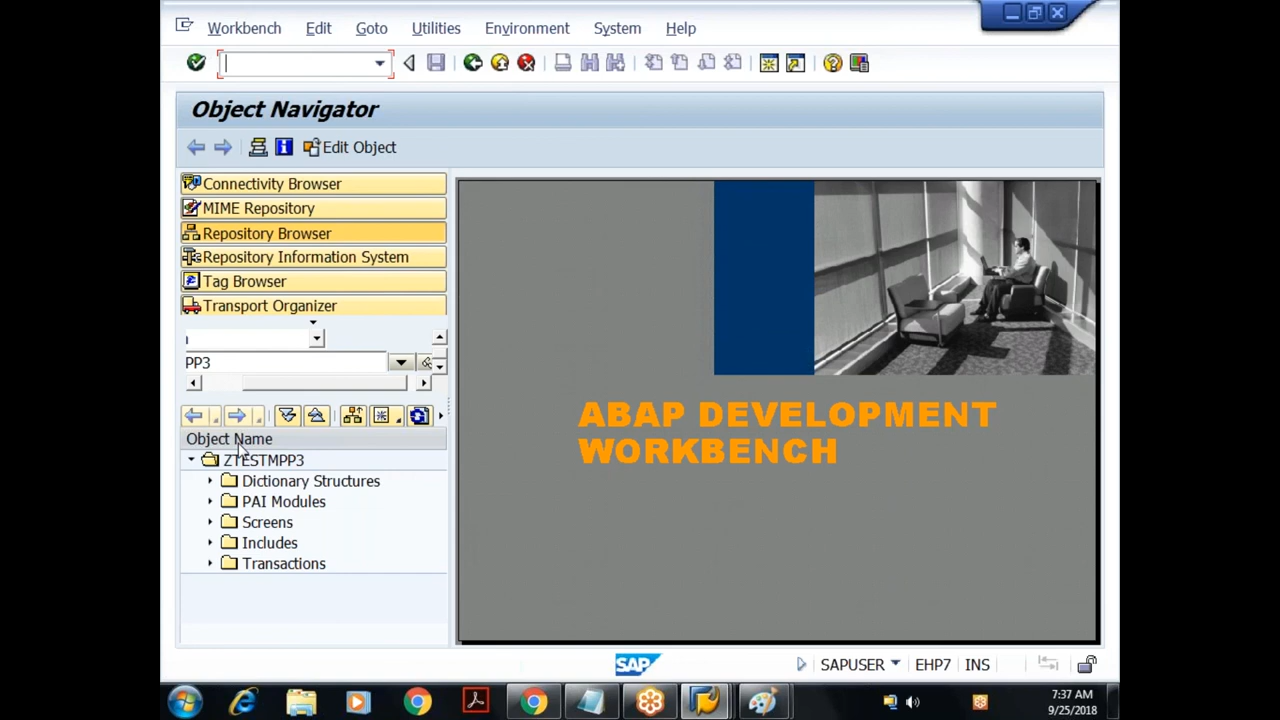 Workbench Edit Goto Utilities Environment System Help
Object Navigator
Edit Object
Connectivity Browser
MIME Repository
Repository Browser
Repository Information System
Tag Browser
Transport Organizer
PP3
Object Name
ZTESTMPP3
Dictionary Structures
PAI Modules
Screens
Includes
Transactions
ABAP DEVELOPMENT
WORKBENCH
SAP SAPUSER EHP7 INS
7:37 AM
9/25/2018